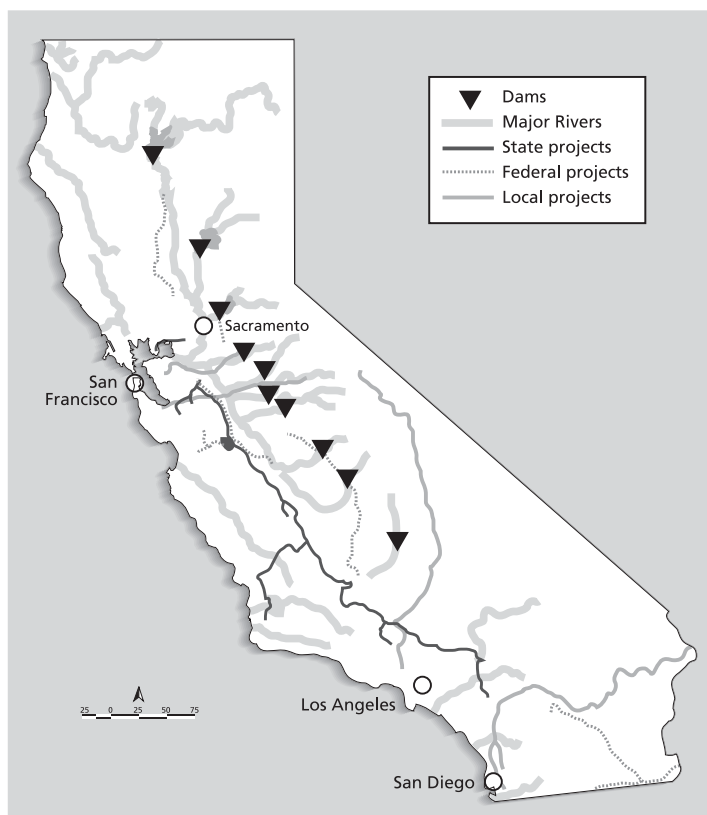 Dams
Major Rivers
State projects
Federal projects
Local projects
Sacramento
San
Francisco
Los Angeles
25 0 25 50 75
San Diego